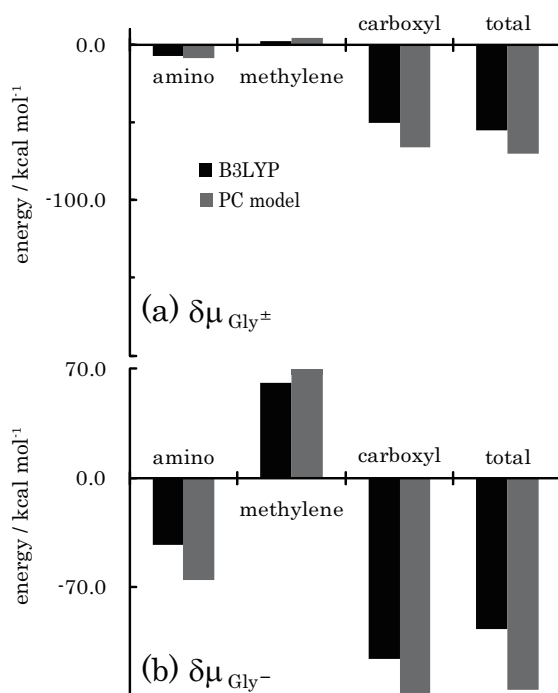 carboxyl total
0.0
amino methylene
B3LYP
PC model
-100.0
energy / kcal mol-1
(a) δμ Gly±
70.0
amino carboxyl total
0.0
methylene
energy / kcal mol-1
-70.0
(b) δμ Gly−